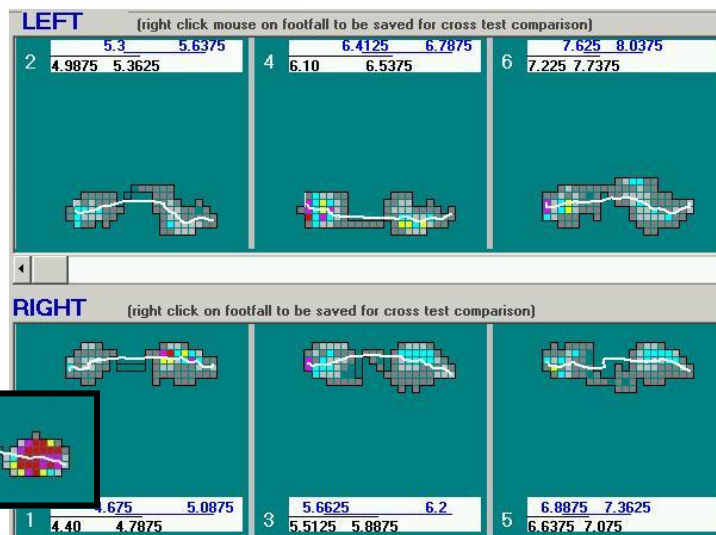 LEFT (right click mouse on footfall to be saved for cross test comparison)
5.3 5.6375 6.4125 6.7875 7.625 8.0375
2 4.9875 5.3625 4 6.10 6.5375 6 7.225 7.7375
RIGHT (right click on footfall to be saved for cross test comparison)
4.675 5.0875 5.6625 6.2 6.8875 7.3625
1 4.40 4.7875 3 5.5125 5.8875 5 6.6375 7.075